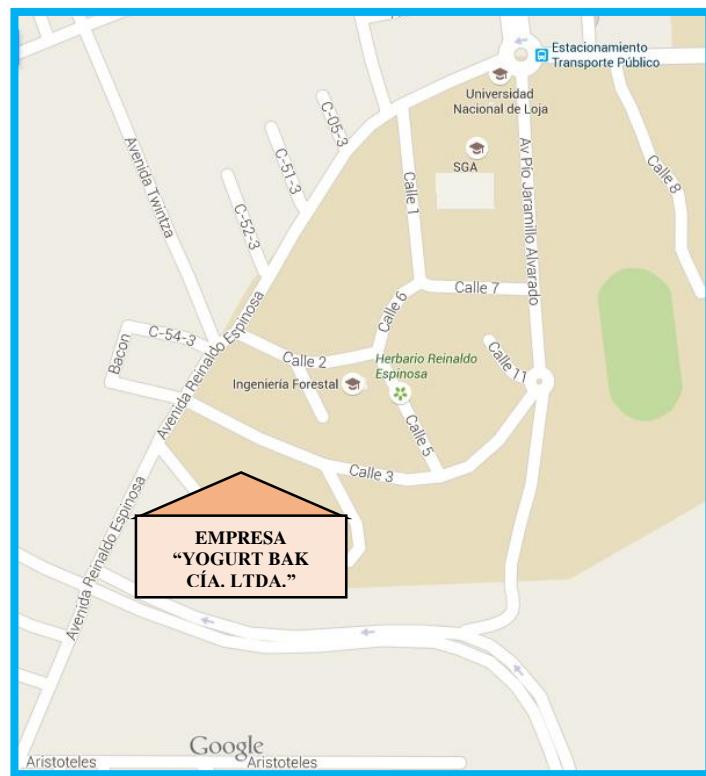 Estacionamiento
Transporte Público
Universidad
Nacional de Loja
SGA
Av Pío Jaramillo Alvarado
Calle 8
C-05-3
C-51-3
C-52-3
Avenida Twintza
Calle 1
Calle 7
Calle 6
Avenida Reinaldo Espinosa
C-54-3
Bacon
Calle 2
Herbario Reinaldo
Espinosa
Calle 11
Ingeniería Forestal
Calle 5
Calle 3
EMPRESA
“YOGURT BAK
CÍA. LTDA.”
Avenida Reinaldo Espinosa
Google
Aristoteles
Aristoteles